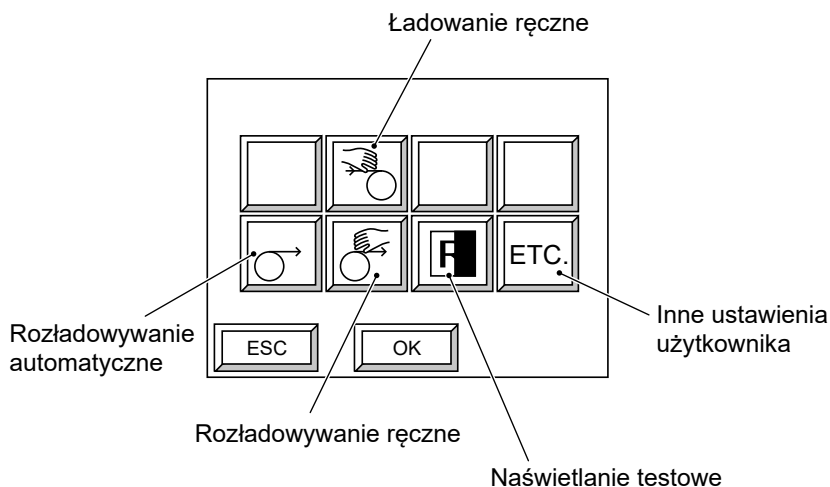 Ładowanie ręczne
R
ETC.
Inne ustawienia
użytkownika
Rozładowywanie
automatyczne
ESC
OK
Rozładowywanie ręczne
Naświetlanie testowe